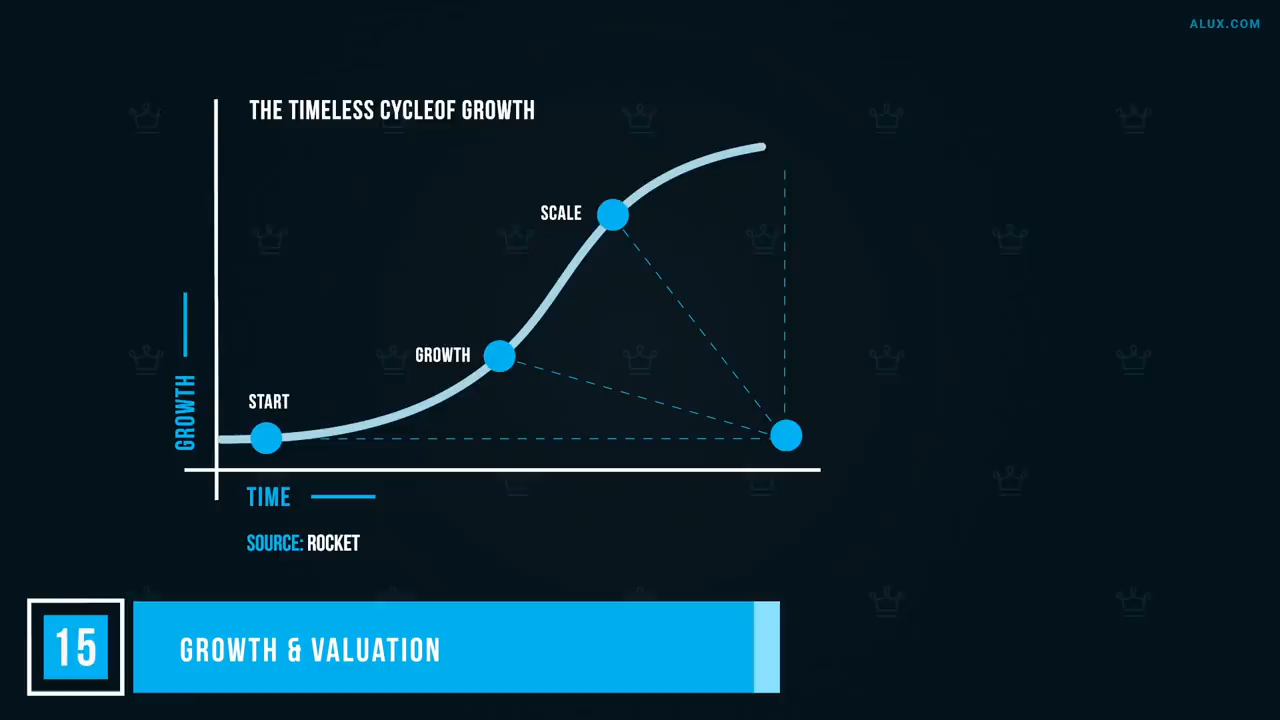 ALUX.COM
THE TIMELESS CYCLEOF GROWTH
SCALE
GROWTH
START
GROWTH
TIME
SOURCE: ROCKET
15
GROWTH & VALUATION